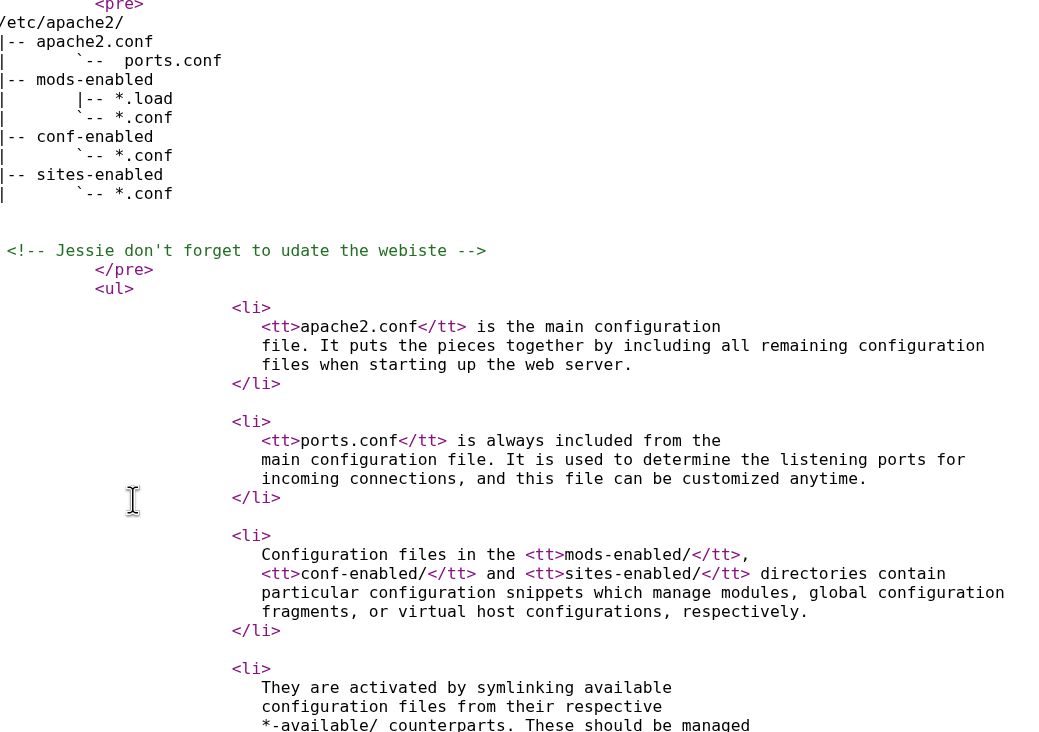 <pre>
/etc/apache2/
|-- apache2.conf
|       `--  ports.conf
|-- mods-enabled
|       |-- *.load
|       `-- *.conf
|-- conf-enabled
|       `-- *.conf
|-- sites-enabled
|       `-- *.conf
<!-- Jessie don't forget to udate the webiste -->
</pre>
<ul>
<li>
<tt>apache2.conf</tt> is the main configuration
file. It puts the pieces together by including all remaining configuration
files when starting up the web server.
</li>
<li>
<tt>ports.conf</tt> is always included from the
main configuration file. It is used to determine the listening ports for
incoming connections, and this file can be customized anytime.
</li>
<li>
Configuration files in the <tt>mods-enabled/</tt>,
<tt>conf-enabled/</tt> and <tt>sites-enabled/</tt> directories contain
particular configuration snippets which manage modules, global configuration
fragments, or virtual host configurations, respectively.
</li>
<li>
They are activated by symlinking available
configuration files from their respective
*-available/ counterparts. These should be managed